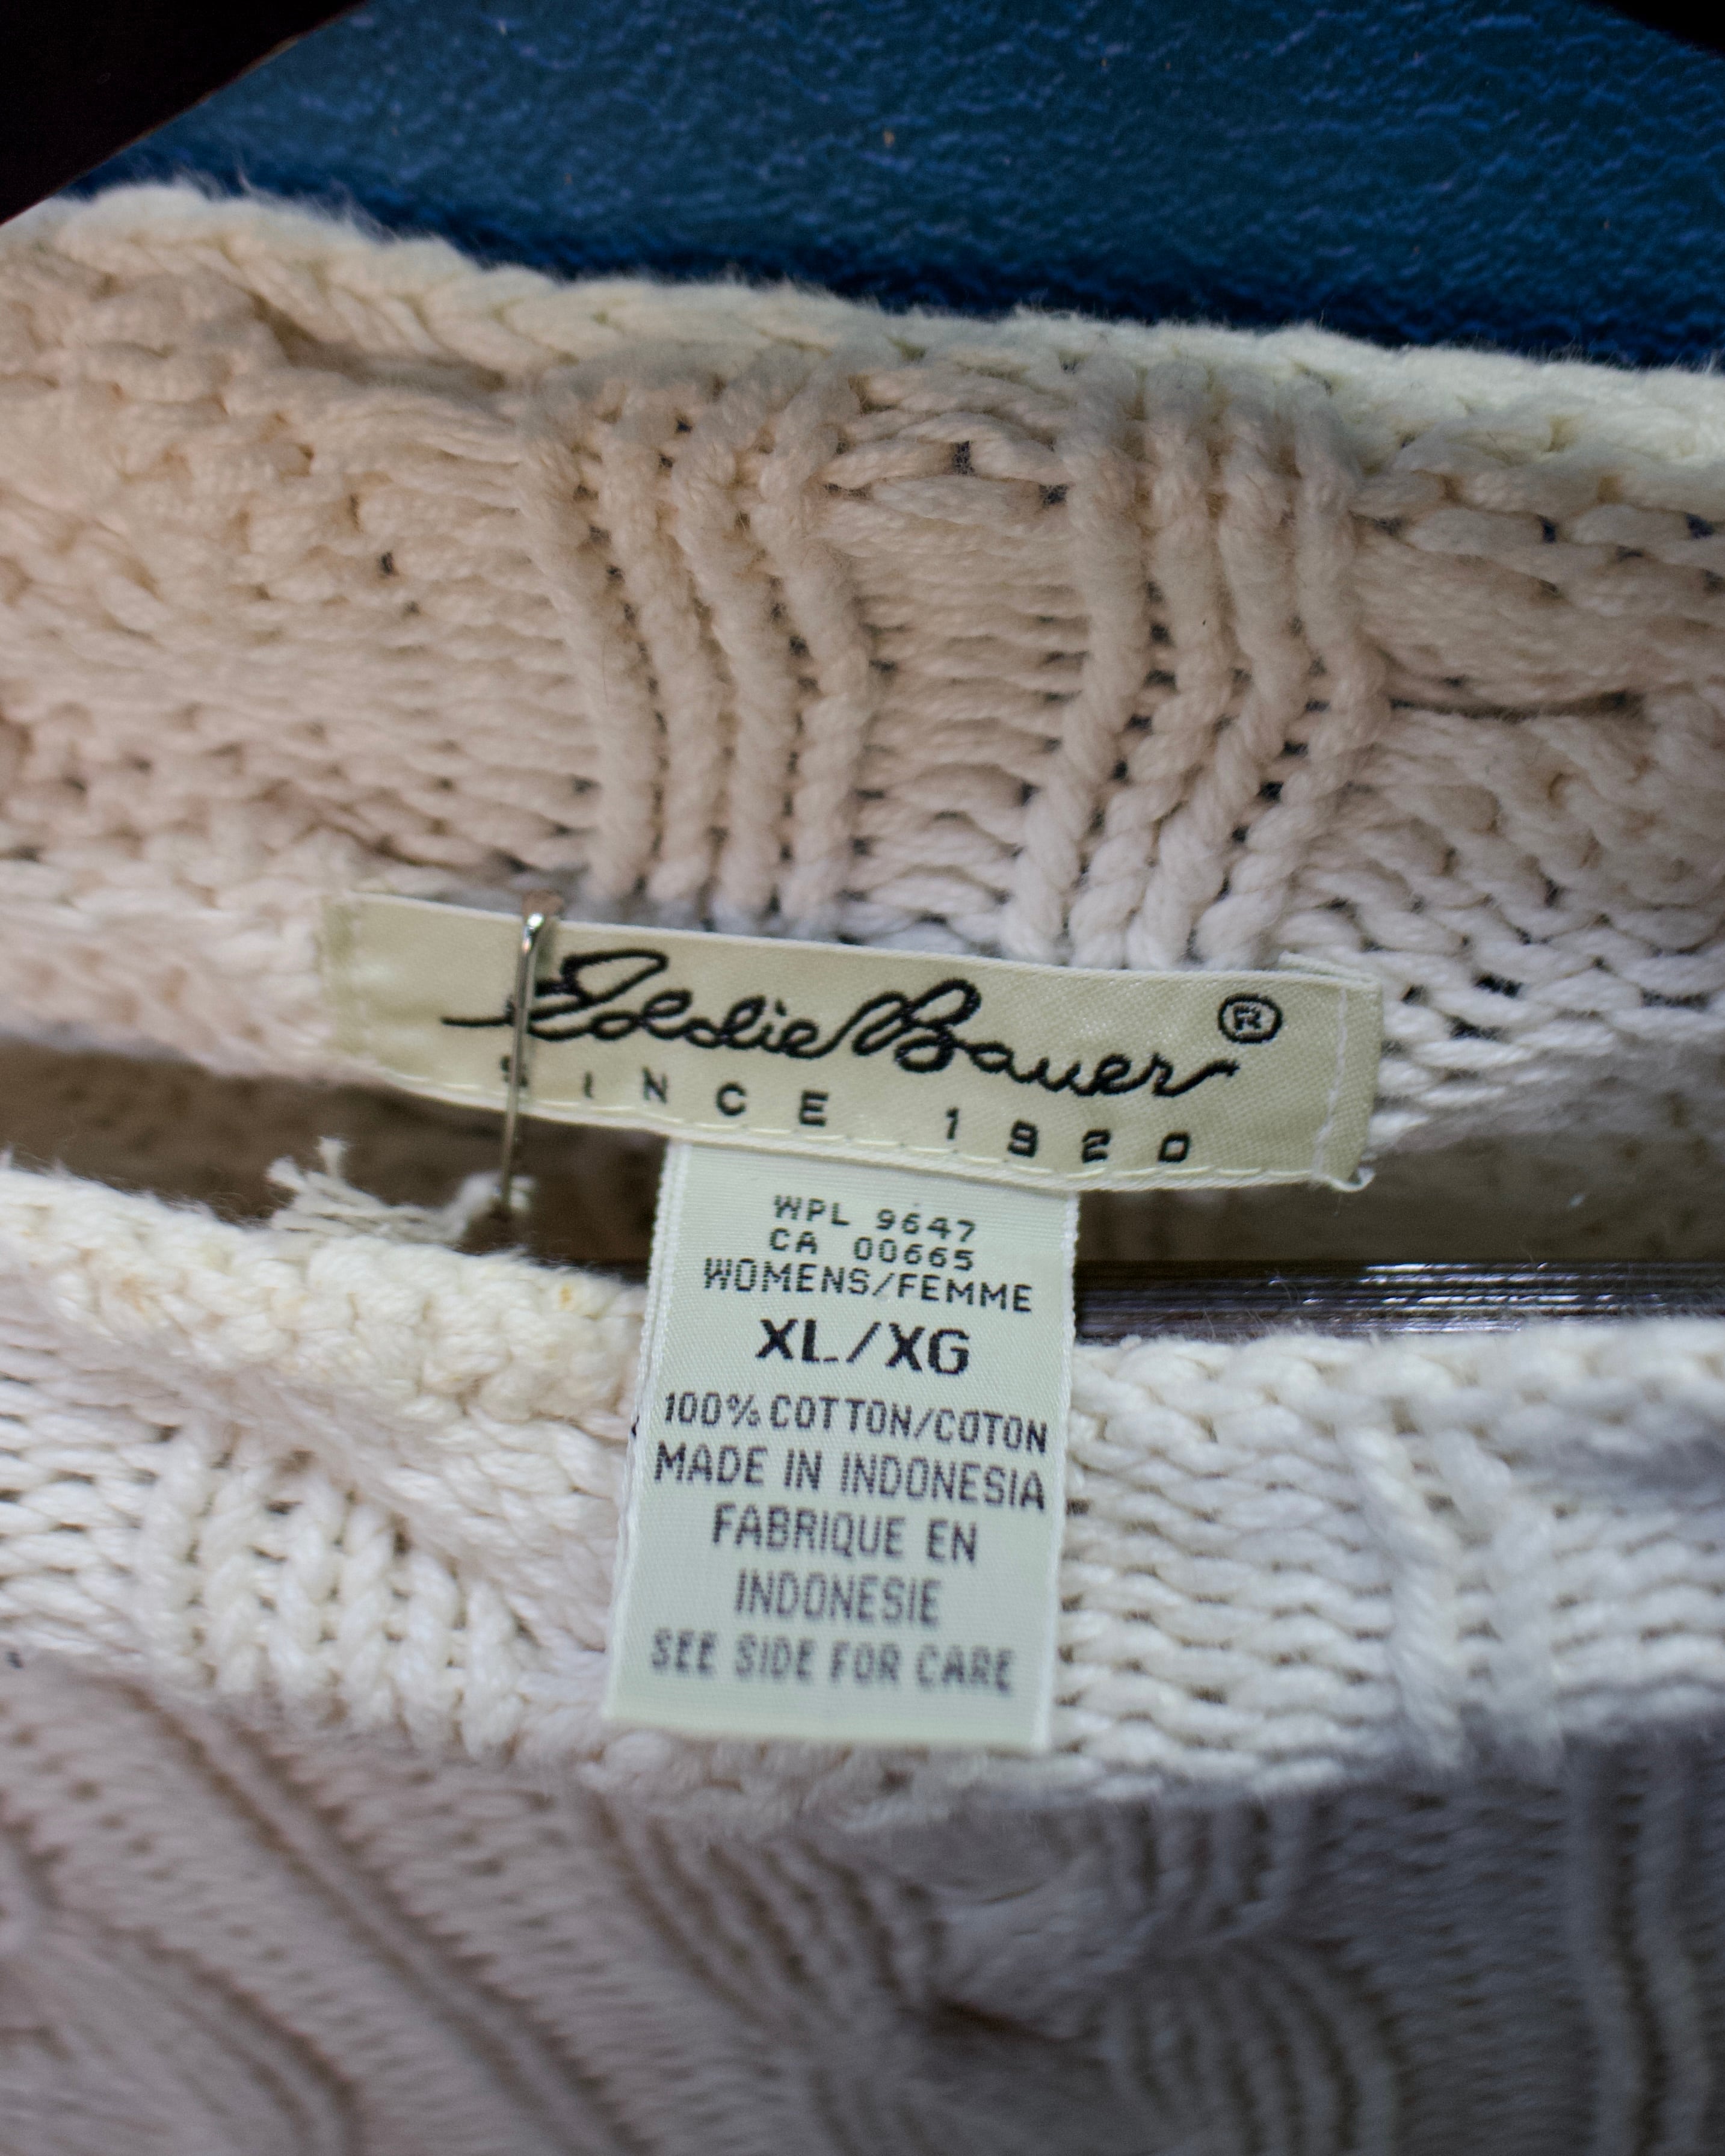 Eddie Bauer ®
SINCE 1920
WPL 9647
CA 00665
WOMENS/FEMME
XL/XG
100% COTTON/COTON
MADE IN INDONESIA
FABRIQUE EN
INDONESIE
SEE SIDE FOR CARE